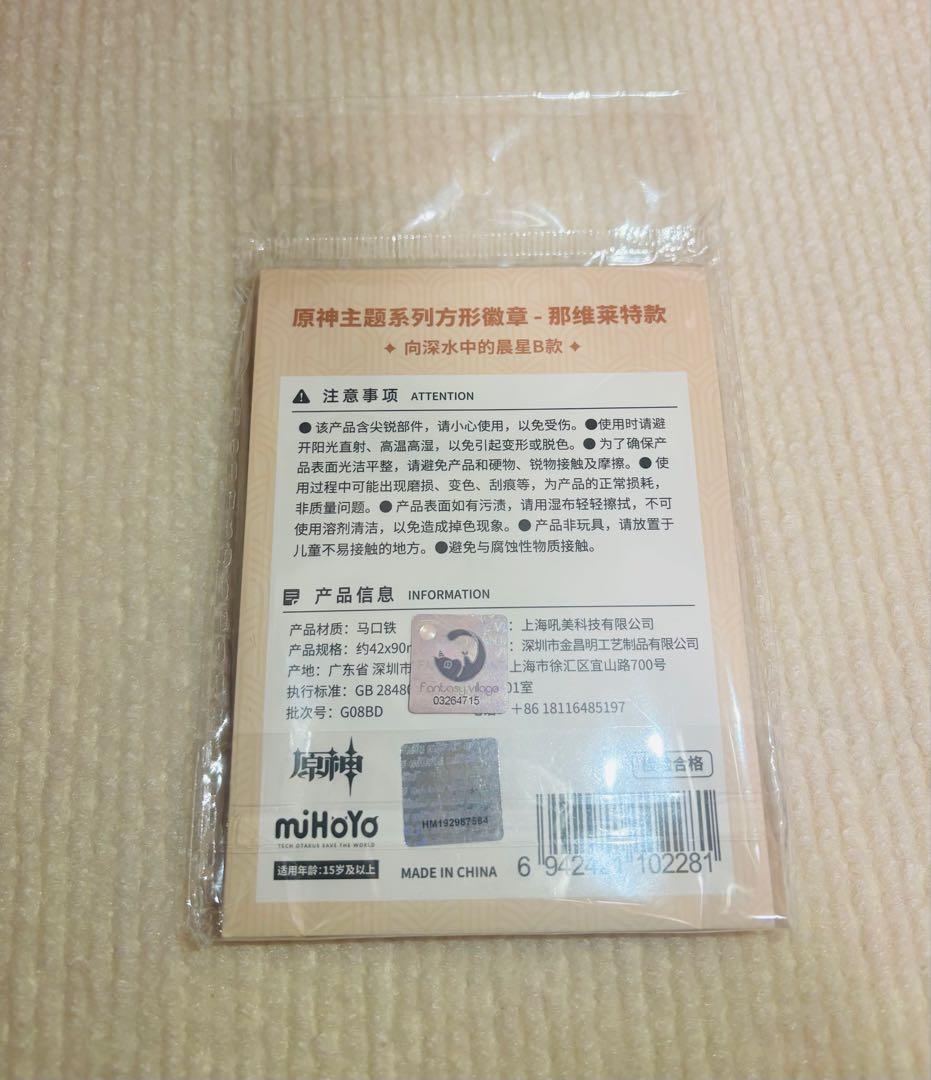 原神主题系列方形徽章 - 那维莱特款
向深水中的晨星B款
注意事项 ATTENTION
● 该产品含尖锐部件，请小心使用，以免受伤。●使用时请避
开阳光直射、高温高湿，以免引起变形或脱色。● 为了确保产
品表面光洁平整，请避免产品和硬物、锐物接触及摩擦。● 使
用过程中可能出现磨损、变色、刮痕等，为产品的正常损耗，
非质量问题。● 产品表面如有污渍，请用湿布轻轻擦拭，不可
使用溶剂清洁，以免造成掉色现象。● 产品非玩具，请放置于
儿童不易接触的地方。●避免与腐蚀性物质接触。
产品信息 INFORMATION
产品材质：马口铁
产品规格：约42x90
产地：广东省 深圳市
执行标准：GB 28480
批次号：G08BD
：上海吼美科技有限公司
：深圳市金昌明工艺制品有限公司
上海市徐汇区宜山路700号
01室
+86 18116485197
Fantasy village
03264715
原神
HM192987584
合格
miHoYo
TECH OTAKUS SAVE THE WORLD
适用年龄：15岁及以上
MADE IN CHINA
6 942421 102281